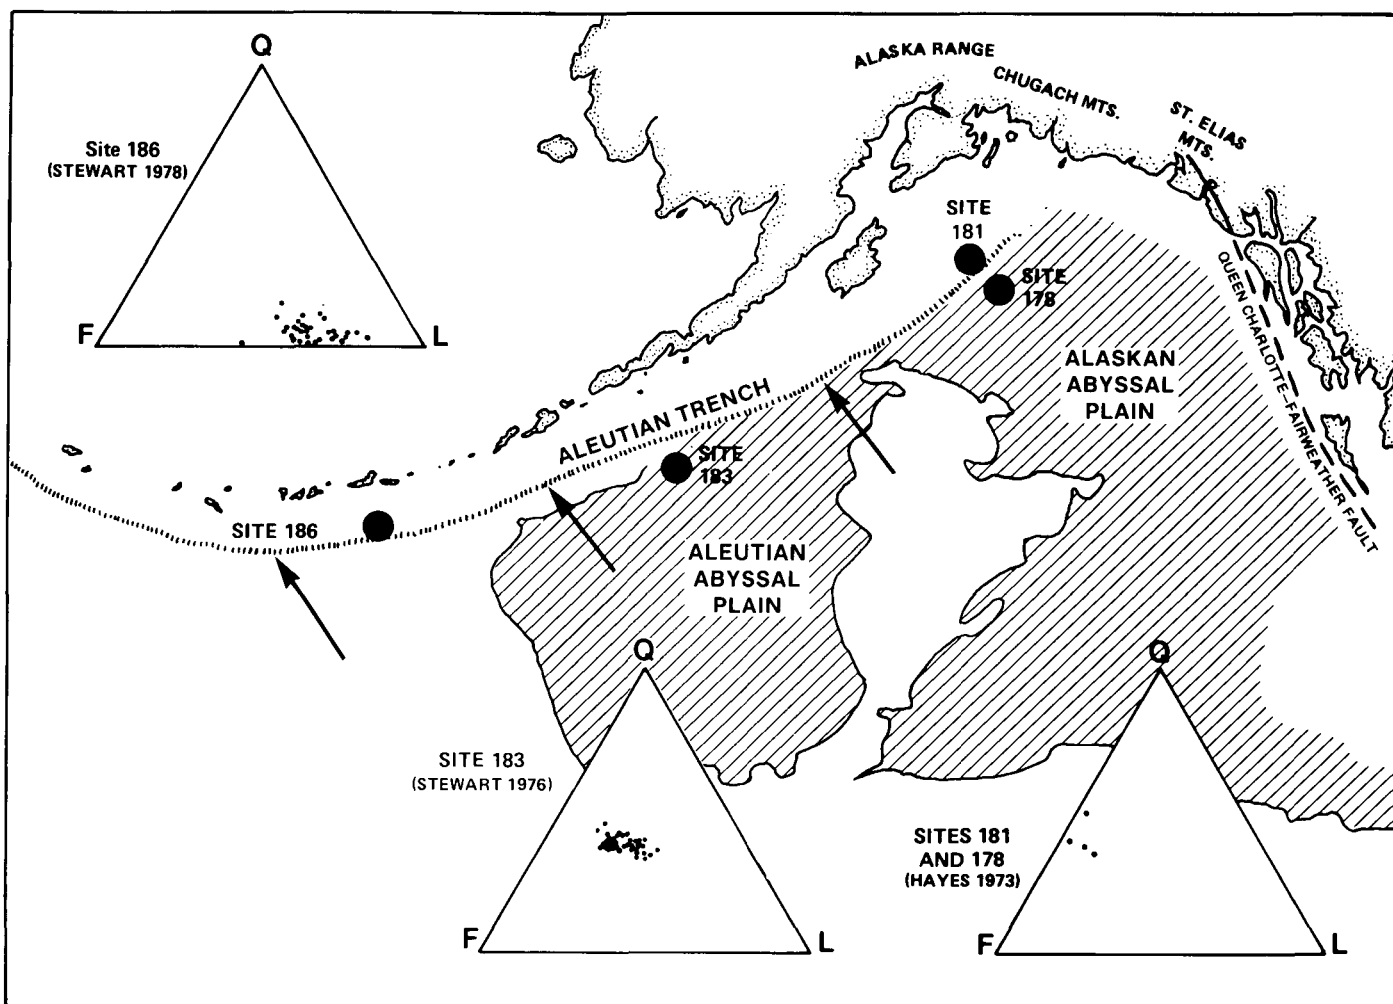 Q
Site 186
(STEWART 1978)
F
L
ALASKA RANGE
CHUGACH MTS.
ST. ELIAS
MTS.
SITE
181
SITE
178
QUEEN CHARLOTTE–FAIRWEATHER FAULT
ALASKAN
ABYSSAL
PLAIN
ALEUTIAN TRENCH
SITE
183
SITE 186
ALEUTIAN
ABYSSAL
PLAIN
Q
SITE 183
(STEWART 1976)
F
L
Q
SITES 181
AND 178
(HAYES 1973)
F
L